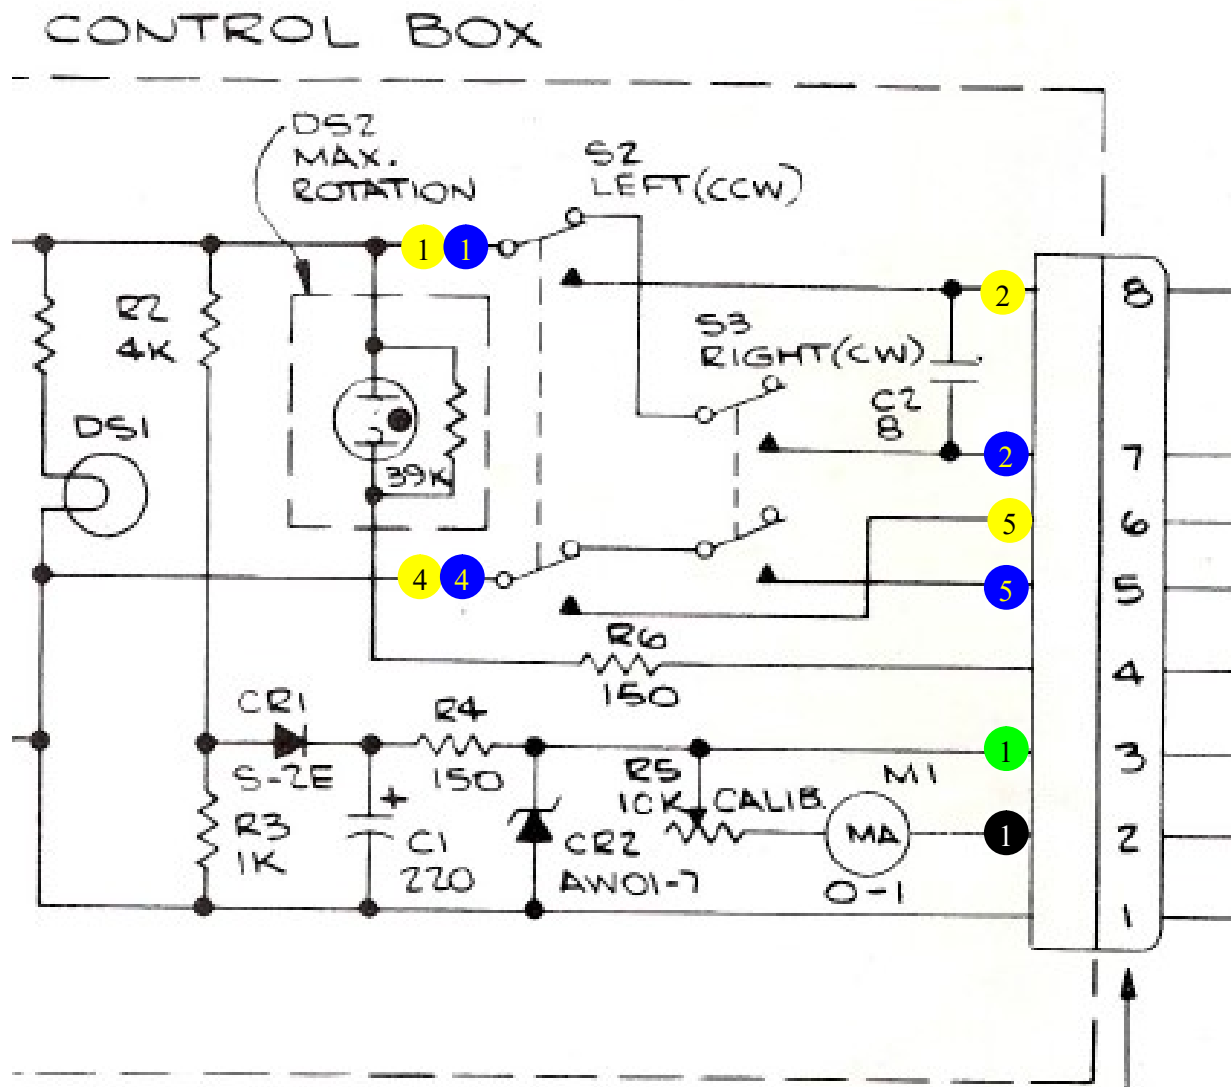 CONTROL BOX
DS2
MAX.
ROTATION
S2
LEFT(CCW)
1 1
2
8
R2
4K
S3
RIGHT(CW)
C2
8
DS1
39K
2
7
5
6
4 4
5
5
R6
150
4
CR1
S-2E
R4
150
1
3
R5
10K
CALIB.
M1
MA
0-1
1
2
R3
1K
+
C1
220
CR2
AW01-7
1